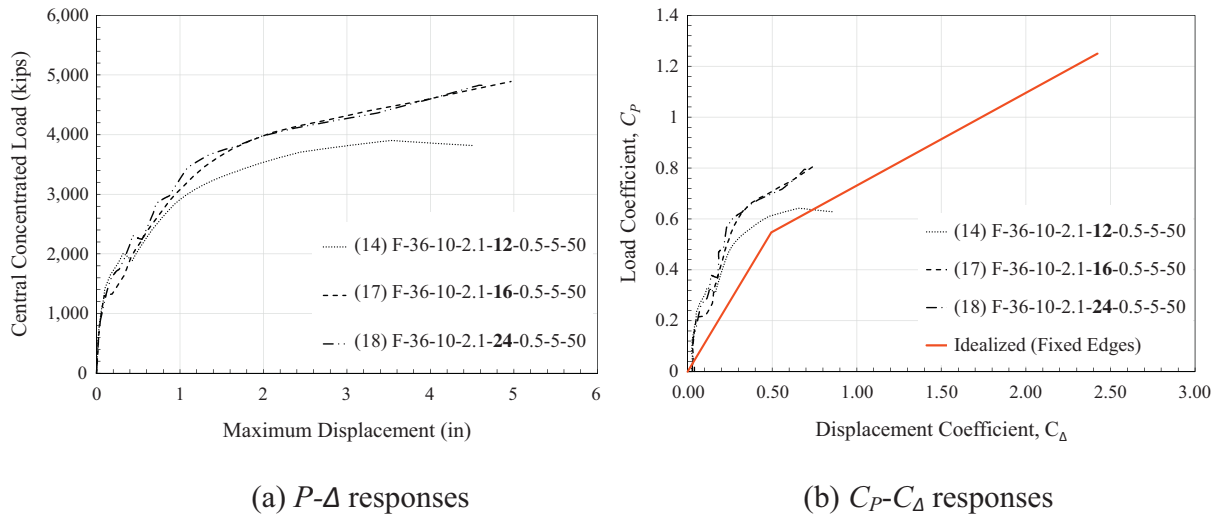 6,000
5,000
4,000
3,000
2,000
1,000
0
0
1
2
3
4
5
6
Central Concentrated Load (kips)
Maximum Displacement (in)
(14) F-36-10-2.1-12-0.5-5-50
(17) F-36-10-2.1-16-0.5-5-50
(18) F-36-10-2.1-24-0.5-5-50
(a) P-Δ responses
1.4
1.2
1
0.8
0.6
0.4
0.2
0
0.00
0.50
1.00
1.50
2.00
2.50
3.00
Load Coefficient, C_P
Displacement Coefficient, C_Δ
(14) F-36-10-2.1-12-0.5-5-50
(17) F-36-10-2.1-16-0.5-5-50
(18) F-36-10-2.1-24-0.5-5-50
Idealized (Fixed Edges)
(b) C_P-C_Δ responses